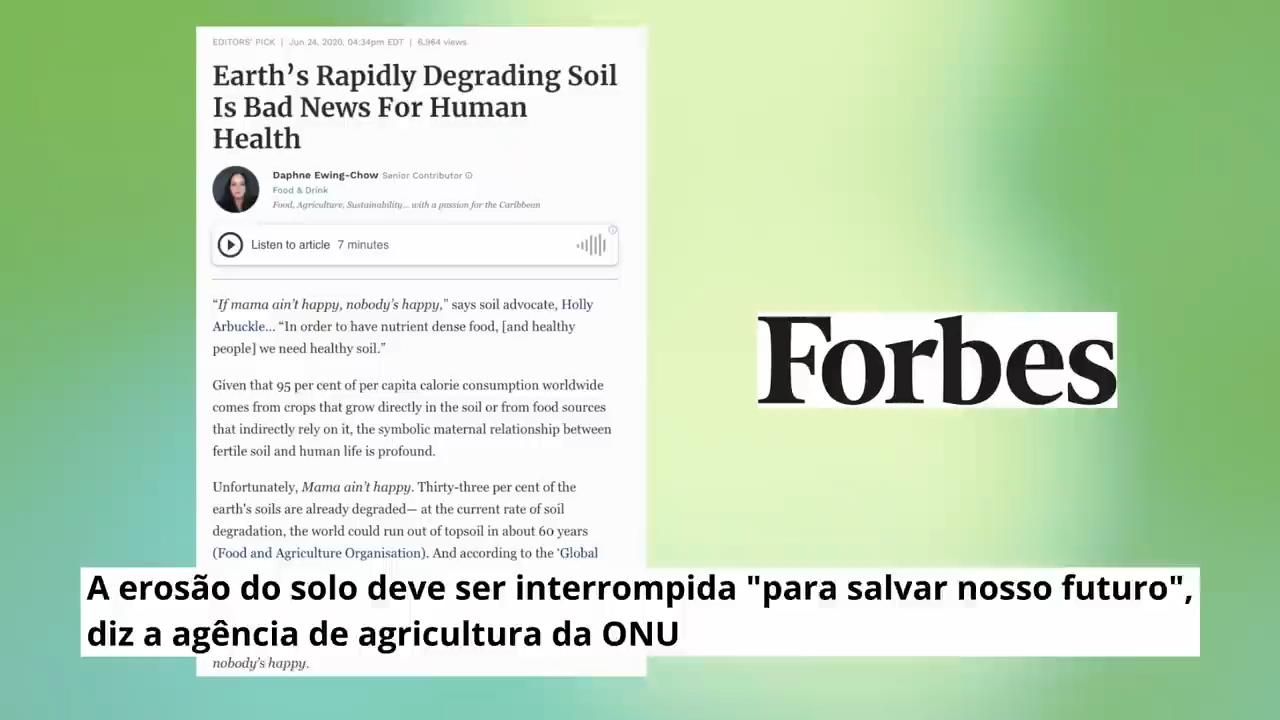 EDITORS' PICK | Jun 24, 2020, 04:34pm EDT | 6,964 views
Earth’s Rapidly Degrading Soil
Is Bad News For Human
Health
Daphne Ewing-Chow Senior Contributor
Food & Drink
Food, Agriculture, Sustainability... with a passion for the Caribbean
Listen to article 7 minutes
“If mama ain’t happy, nobody’s happy,” says soil advocate, Holly
Arbuckle... “In order to have nutrient dense food, [and healthy
people] we need healthy soil.”
Given that 95 per cent of per capita calorie consumption worldwide
comes from crops that grow directly in the soil or from food sources
that indirectly rely on it, the symbolic maternal relationship between
fertile soil and human life is profound.
Unfortunately, Mama ain’t happy. Thirty-three per cent of the
earth's soils are already degraded— at the current rate of soil
degradation, the world could run out of topsoil in about 60 years
(Food and Agriculture Organisation). And according to the ‘Global
nobody’s happy.
Forbes
A erosão do solo deve ser interrompida "para salvar nosso futuro",
diz a agência de agricultura da ONU